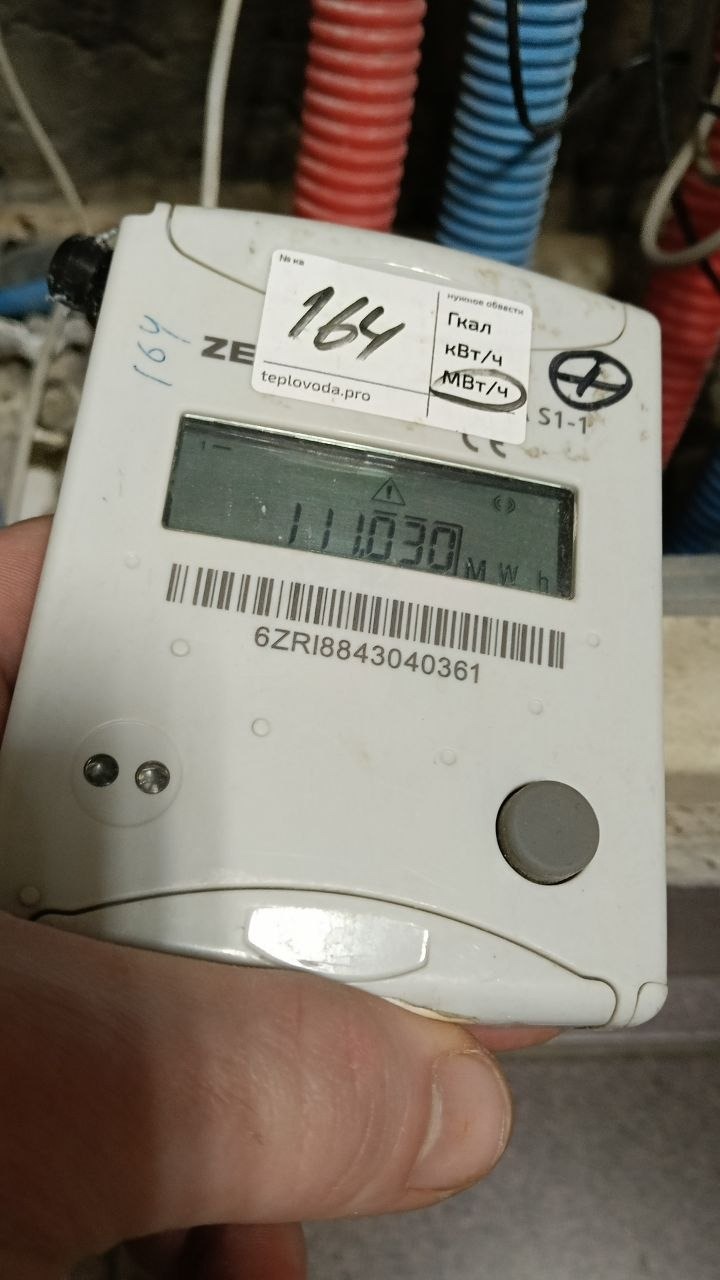 № кв
164
нужное обвести
Гкал
кВт/ч
МВт/ч
teplovoda.pro
164
ZE
S1-1
CE
1
111.030 MWh
6ZRI8843040361